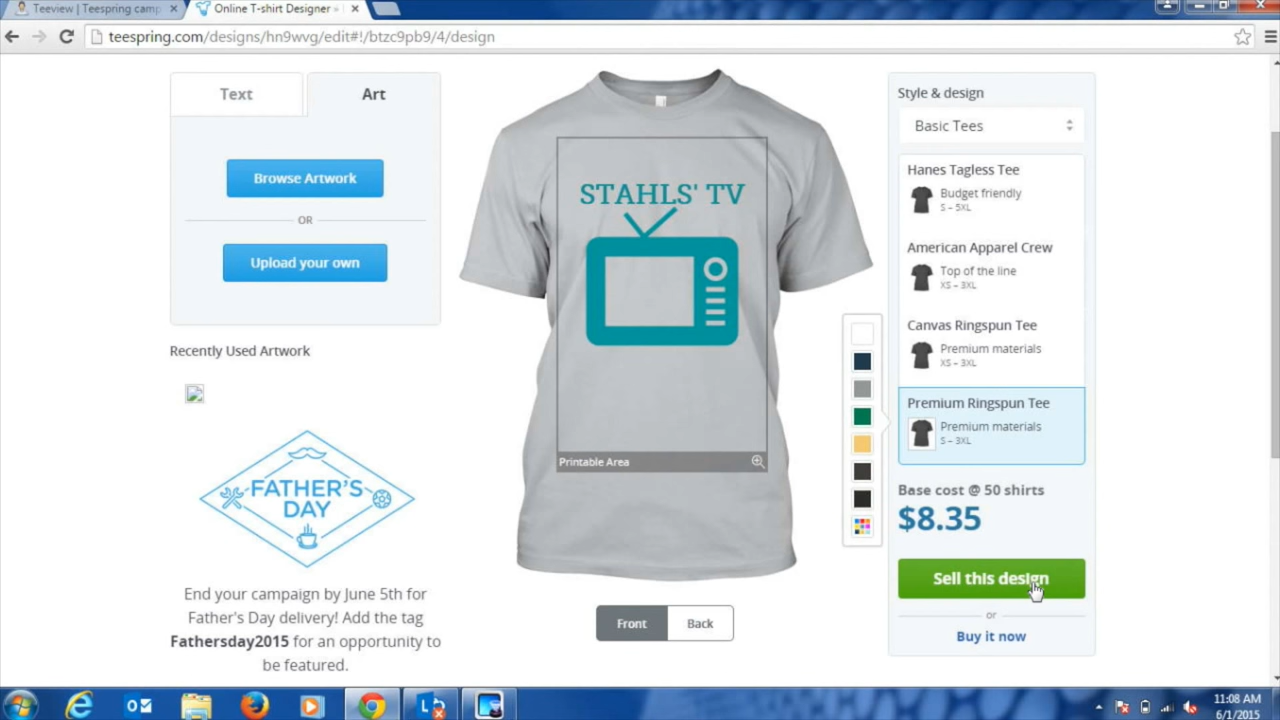 Teeview | Teespring camp
Online T-shirt Designer »
teespring.com/designs/hn9wvg/edit#!/btzc9pb9/4/design
Text
Art
Browse Artwork
OR
Upload your own
Recently Used Artwork
FATHER'S
DAY
End your campaign by June 5th for
Father's Day delivery! Add the tag
Fathersday2015 for an opportunity to
be featured.
STAHLS' TV
Printable Area
Front
Back
Style & design
Basic Tees
Hanes Tagless Tee
Budget friendly
S – 5XL
American Apparel Crew
Top of the line
XS – 3XL
Canvas Ringspun Tee
Premium materials
XS – 3XL
Premium Ringspun Tee
Premium materials
S – 3XL
Base cost @ 50 shirts
$8.35
Sell this design
or
Buy it now
11:08 AM
6/1/2015